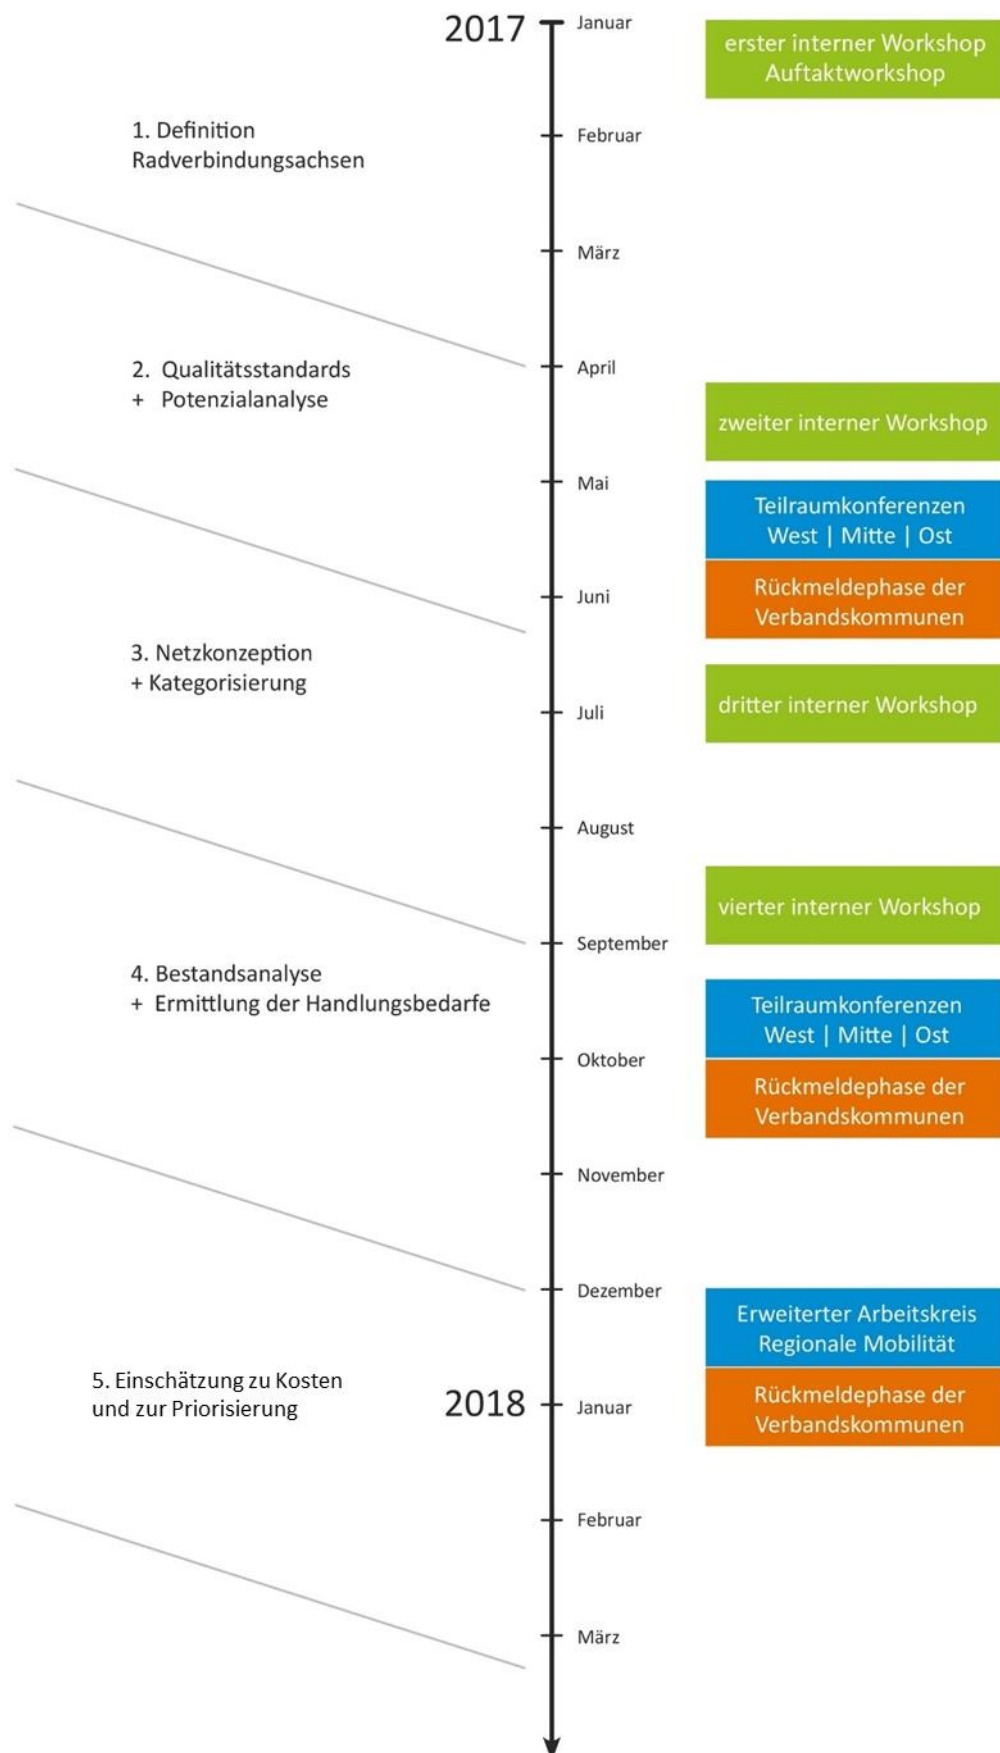 2017
Januar
erster interner Workshop
Auftaktworkshop
1. Definition
Radverbindungsachsen
Februar
März
April
2. Qualitätsstandards
+ Potenzialanalyse
zweiter interner Workshop
Mai
Teilraumkonferenzen
West | Mitte | Ost
Rückmeldephase der
Verbandskommunen
Juni
3. Netzkonzeption
+ Kategorisierung
dritter interner Workshop
Juli
August
vierter interner Workshop
September
4. Bestandsanalyse
+ Ermittlung der Handlungsbedarfe
Teilraumkonferenzen
West | Mitte | Ost
Oktober
Rückmeldephase der
Verbandskommunen
November
Dezember
Erweiterter Arbeitskreis
Regionale Mobilität
5. Einschätzung zu Kosten
und zur Priorisierung
2018
Januar
Rückmeldephase der
Verbandskommunen
Februar
März